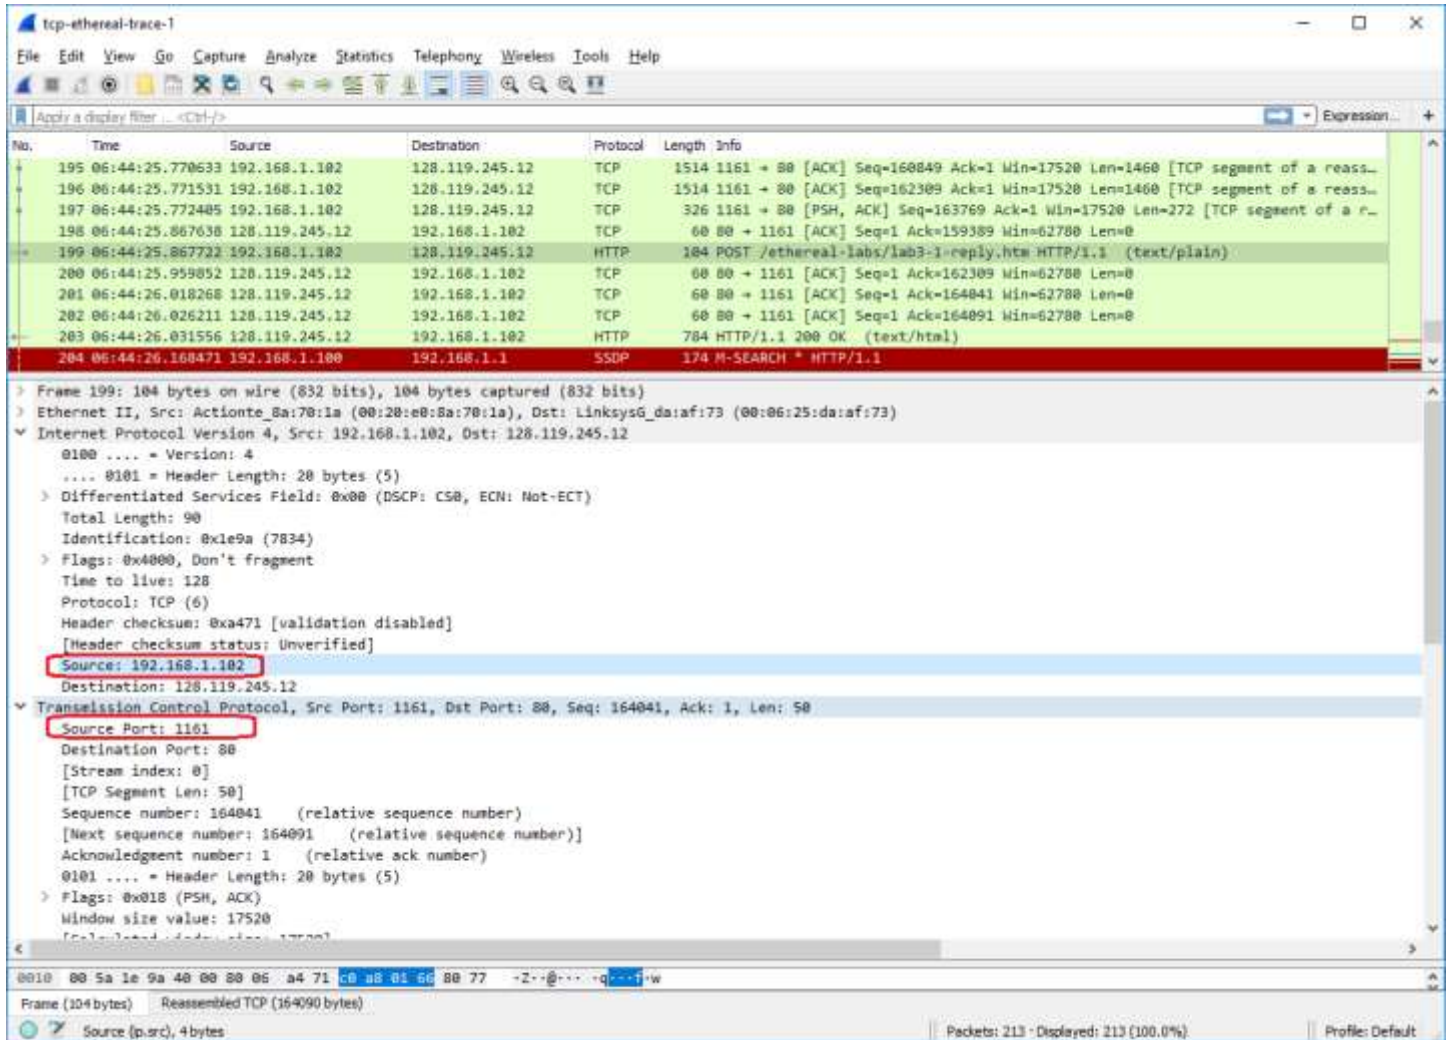 tcp-ethereal-trace-1
File Edit View Go Capture Analyze Statistics Telephony Wireless Tools Help
Apply a display filter ... <Ctrl-/> Expression... +
No. Time Source Destination Protocol Length Info
195 06:44:25.770633 192.168.1.102 128.119.245.12 TCP 1514 1161 → 80 [ACK] Seq=160849 Ack=1 Win=17520 Len=1460 [TCP segment of a reass…
196 06:44:25.771531 192.168.1.102 128.119.245.12 TCP 1514 1161 → 80 [ACK] Seq=162309 Ack=1 Win=17520 Len=1460 [TCP segment of a reass…
197 06:44:25.772405 192.168.1.102 128.119.245.12 TCP 326 1161 → 80 [PSH, ACK] Seq=163769 Ack=1 Win=17520 Len=272 [TCP segment of a r…
198 06:44:25.867638 128.119.245.12 192.168.1.102 TCP 60 80 → 1161 [ACK] Seq=1 Ack=159389 Win=62780 Len=0
199 06:44:25.867722 192.168.1.102 128.119.245.12 HTTP 104 POST /ethereal-labs/lab3-1-reply.htm HTTP/1.1 (text/plain)
200 06:44:25.959852 128.119.245.12 192.168.1.102 TCP 60 80 → 1161 [ACK] Seq=1 Ack=162309 Win=62780 Len=0
201 06:44:26.018268 128.119.245.12 192.168.1.102 TCP 60 80 → 1161 [ACK] Seq=1 Ack=164041 Win=62780 Len=0
202 06:44:26.026211 128.119.245.12 192.168.1.102 TCP 60 80 → 1161 [ACK] Seq=1 Ack=164091 Win=62780 Len=0
203 06:44:26.031556 128.119.245.12 192.168.1.102 HTTP 784 HTTP/1.1 200 OK (text/html)
204 06:44:26.168471 192.168.1.100 192.168.1.1 SSDP 174 M-SEARCH * HTTP/1.1
Frame 199: 104 bytes on wire (832 bits), 104 bytes captured (832 bits)
Ethernet II, Src: Actionte_8a:70:1a (00:20:e0:8a:70:1a), Dst: LinksysG_da:af:73 (00:06:25:da:af:73)
Internet Protocol Version 4, Src: 192.168.1.102, Dst: 128.119.245.12
0100 .... = Version: 4
.... 0101 = Header Length: 20 bytes (5)
Differentiated Services Field: 0x00 (DSCP: CS0, ECN: Not-ECT)
Total Length: 90
Identification: 0x1e9a (7834)
Flags: 0x4000, Don't fragment
Time to live: 128
Protocol: TCP (6)
Header checksum: 0xa471 [validation disabled]
[Header checksum status: Unverified]
Source: 192.168.1.102
Destination: 128.119.245.12
Transmission Control Protocol, Src Port: 1161, Dst Port: 80, Seq: 164041, Ack: 1, Len: 50
Source Port: 1161
Destination Port: 80
[Stream index: 0]
[TCP Segment Len: 50]
Sequence number: 164041 (relative sequence number)
[Next sequence number: 164091 (relative sequence number)]
Acknowledgment number: 1 (relative ack number)
0101 .... = Header Length: 20 bytes (5)
Flags: 0x018 (PSH, ACK)
Window size value: 17520
[Calculated window size: 17520]
0010 00 5a 1e 9a 40 00 80 06 a4 71 c0 a8 01 66 80 77 ·Z··@··· ·q···f·w
Frame (104 bytes) Reassembled TCP (164090 bytes)
Source (ip.src), 4 bytes Packets: 213 · Displayed: 213 (100.0%) Profile: Default